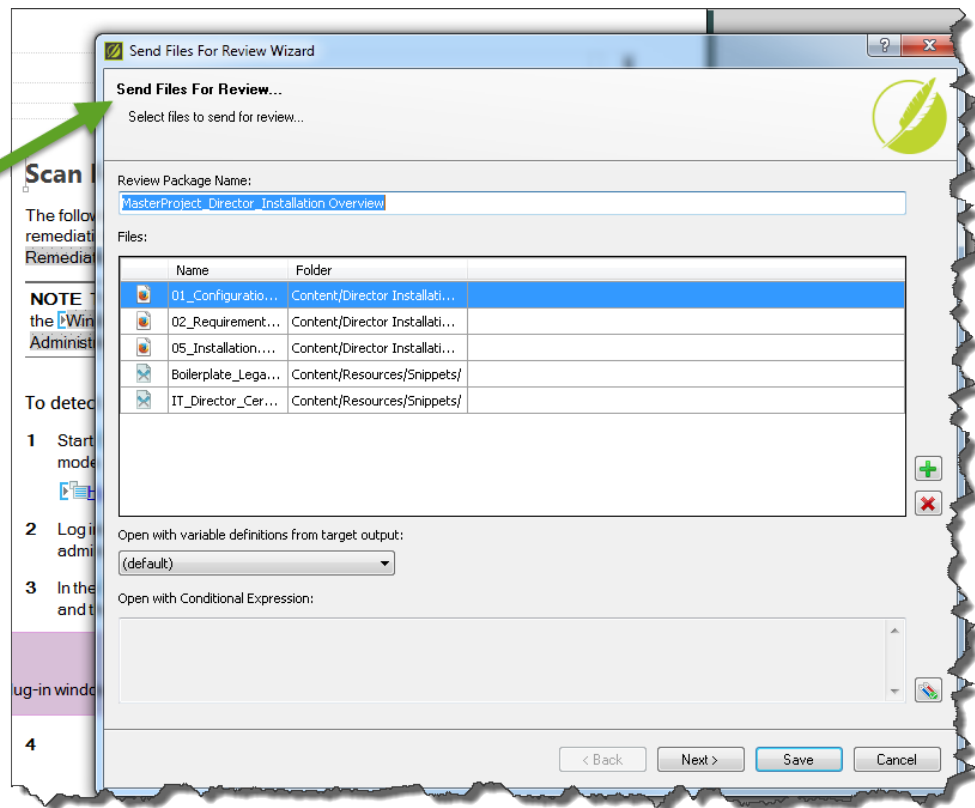 Send Files For Review Wizard
Send Files For Review...
Select files to send for review...
Scan
Review Package Name:
MasterProject_Director_Installation Overview
The follow
remediati
Remediat
Files:
Name Folder
NOTE T
the Win
Administ
01_Configuratio... Content/Director Installati...
02_Requirement... Content/Director Installati...
05_Installation.... Content/Director Installati...
Boilerplate_Lega... Content/Resources/Snippets/
IT_Director_Cer... Content/Resources/Snippets/
To detec
1 Start
mode
H
2 Log i
admi
Open with variable definitions from target output:
(default)
3 In the
and t
Open with Conditional Expression:
lug-in windo
4
< Back Next > Save Cancel